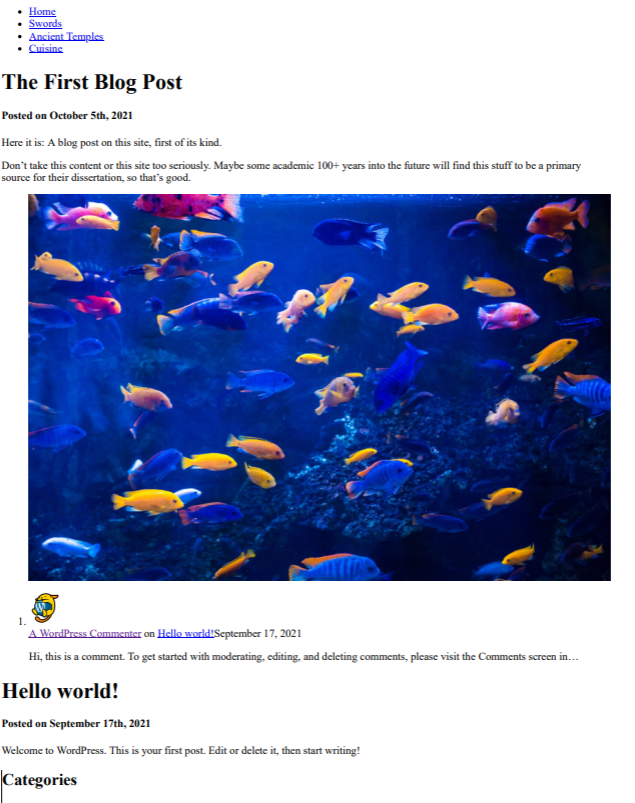 Home
Swords
Ancient Temples
Cuisine
The First Blog Post
Posted on October 5th, 2021
Here it is: A blog post on this site, first of its kind.
Don’t take this content or this site too seriously. Maybe some academic 100+ years into the future will find this stuff to be a primary
source for their dissertation, so that’s good.
1.
A WordPress Commenter on Hello world!September 17, 2021
Hi, this is a comment. To get started with moderating, editing, and deleting comments, please visit the Comments screen in…
Hello world!
Posted on September 17th, 2021
Welcome to WordPress. This is your first post. Edit or delete it, then start writing!
Categories